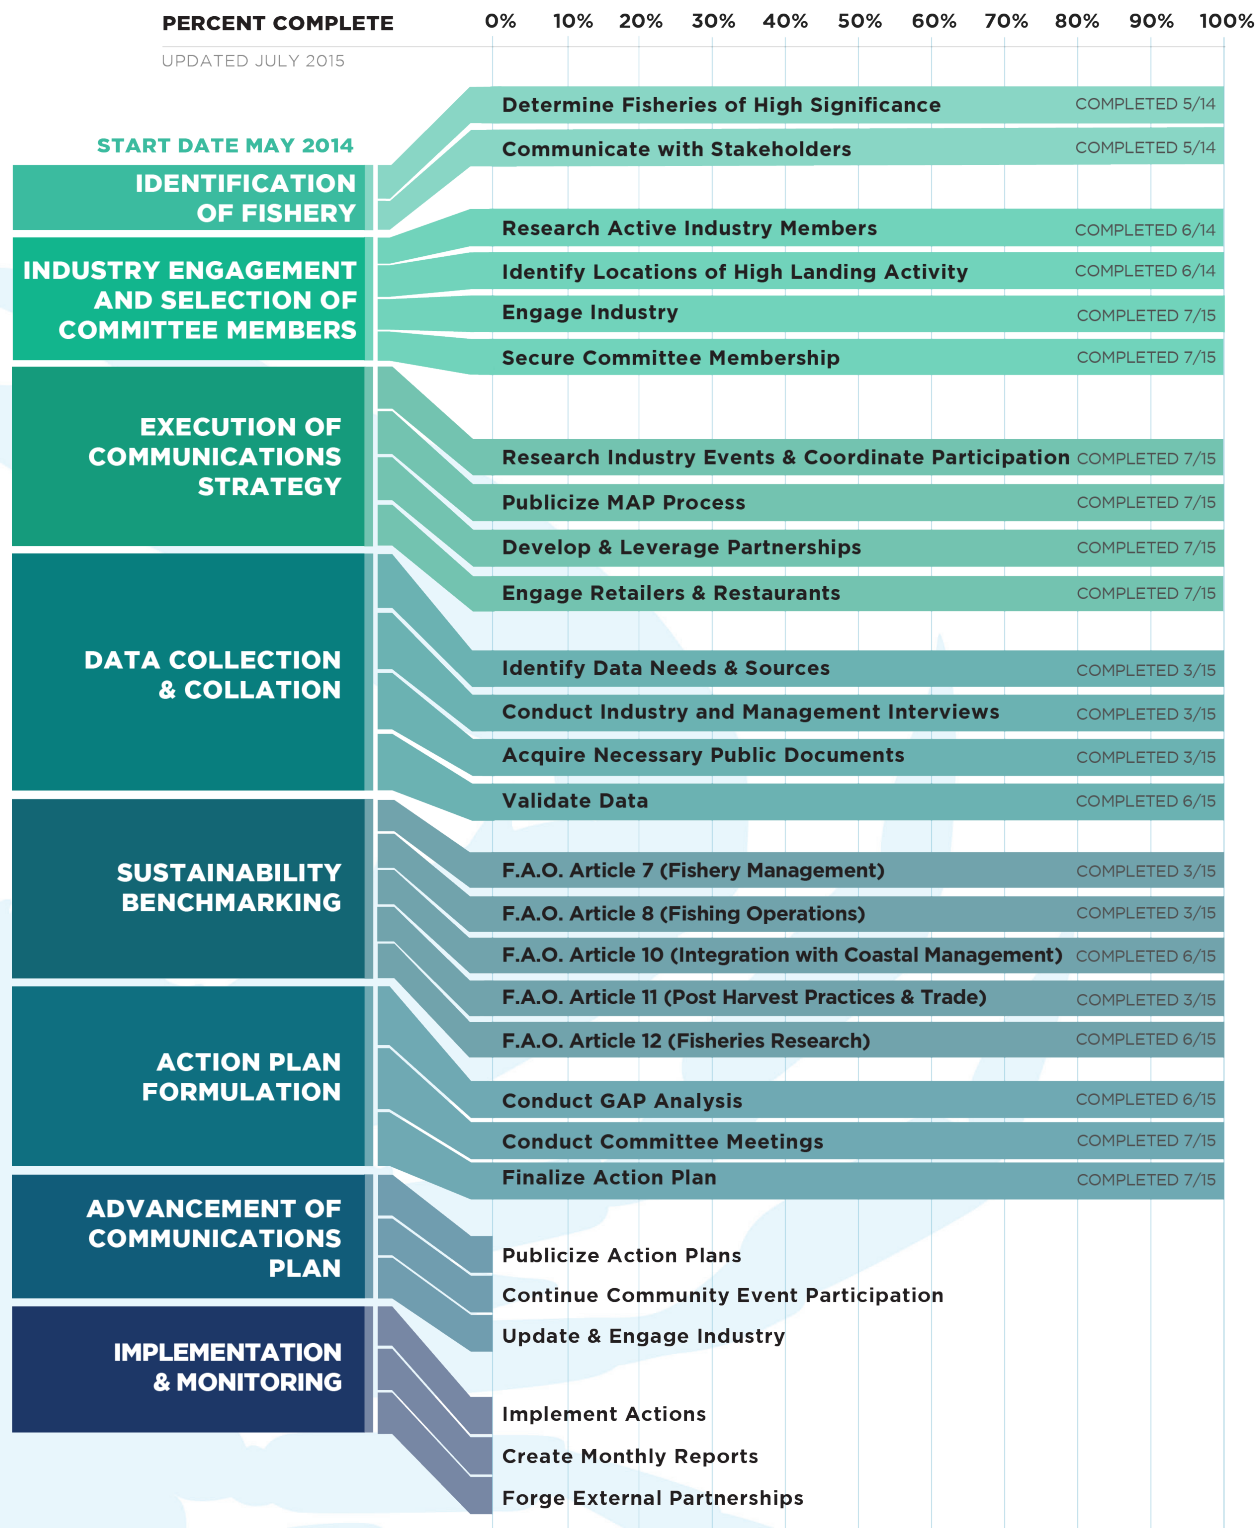 PERCENT COMPLETE 0% 10% 20% 30% 40% 50% 60% 70% 80% 90% 100%
UPDATED JULY 2015
START DATE MAY 2014
IDENTIFICATION
OF FISHERY
Determine Fisheries of High Significance COMPLETED 5/14
Communicate with Stakeholders COMPLETED 5/14
INDUSTRY ENGAGEMENT
AND SELECTION OF
COMMITTEE MEMBERS
Research Active Industry Members COMPLETED 6/14
Identify Locations of High Landing Activity COMPLETED 6/14
Engage Industry COMPLETED 7/15
Secure Committee Membership COMPLETED 7/15
EXECUTION OF
COMMUNICATIONS
STRATEGY
Research Industry Events & Coordinate Participation COMPLETED 7/15
Publicize MAP Process COMPLETED 7/15
Develop & Leverage Partnerships COMPLETED 7/15
Engage Retailers & Restaurants COMPLETED 7/15
DATA COLLECTION
& COLLATION
Identify Data Needs & Sources COMPLETED 3/15
Conduct Industry and Management Interviews COMPLETED 3/15
Acquire Necessary Public Documents COMPLETED 3/15
Validate Data COMPLETED 6/15
SUSTAINABILITY
BENCHMARKING
F.A.O. Article 7 (Fishery Management) COMPLETED 3/15
F.A.O. Article 8 (Fishing Operations) COMPLETED 3/15
F.A.O. Article 10 (Integration with Coastal Management) COMPLETED 6/15
F.A.O. Article 11 (Post Harvest Practices & Trade) COMPLETED 3/15
F.A.O. Article 12 (Fisheries Research) COMPLETED 6/15
ACTION PLAN
FORMULATION
Conduct GAP Analysis COMPLETED 6/15
Conduct Committee Meetings COMPLETED 7/15
Finalize Action Plan COMPLETED 7/15
ADVANCEMENT OF
COMMUNICATIONS
PLAN
Publicize Action Plans
Continue Community Event Participation
Update & Engage Industry
IMPLEMENTATION
& MONITORING
Implement Actions
Create Monthly Reports
Forge External Partnerships